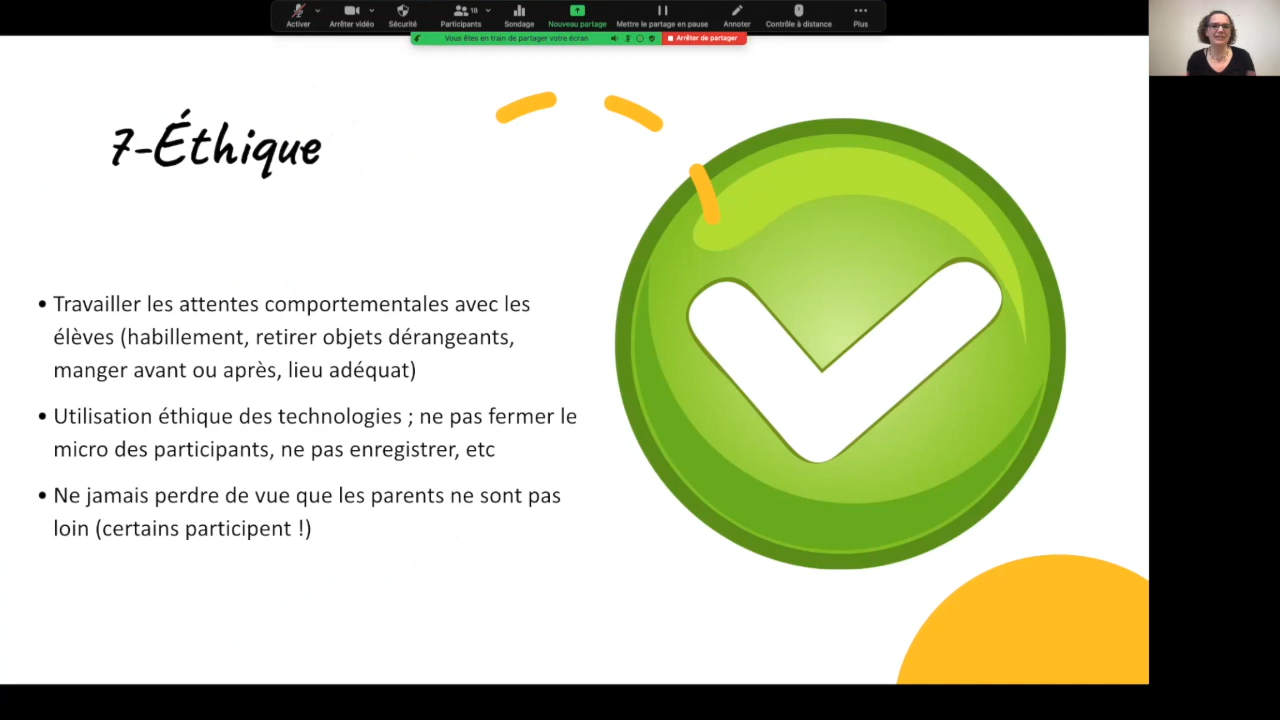 Activer
Arrêter vidéo
Sécurité
Participants
18
Sondage
Nouveau partage
Mettre le partage en pause
Annoter
Contrôle à distance
Plus
Vous êtes en train de partager votre écran
Arrêter de partager
7-Éthique
• Travailler les attentes comportementales avec les
élèves (habillement, retirer objets dérangeants,
manger avant ou après, lieu adéquat)
• Utilisation éthique des technologies ; ne pas fermer le
micro des participants, ne pas enregistrer, etc
• Ne jamais perdre de vue que les parents ne sont pas
loin (certains participent !)